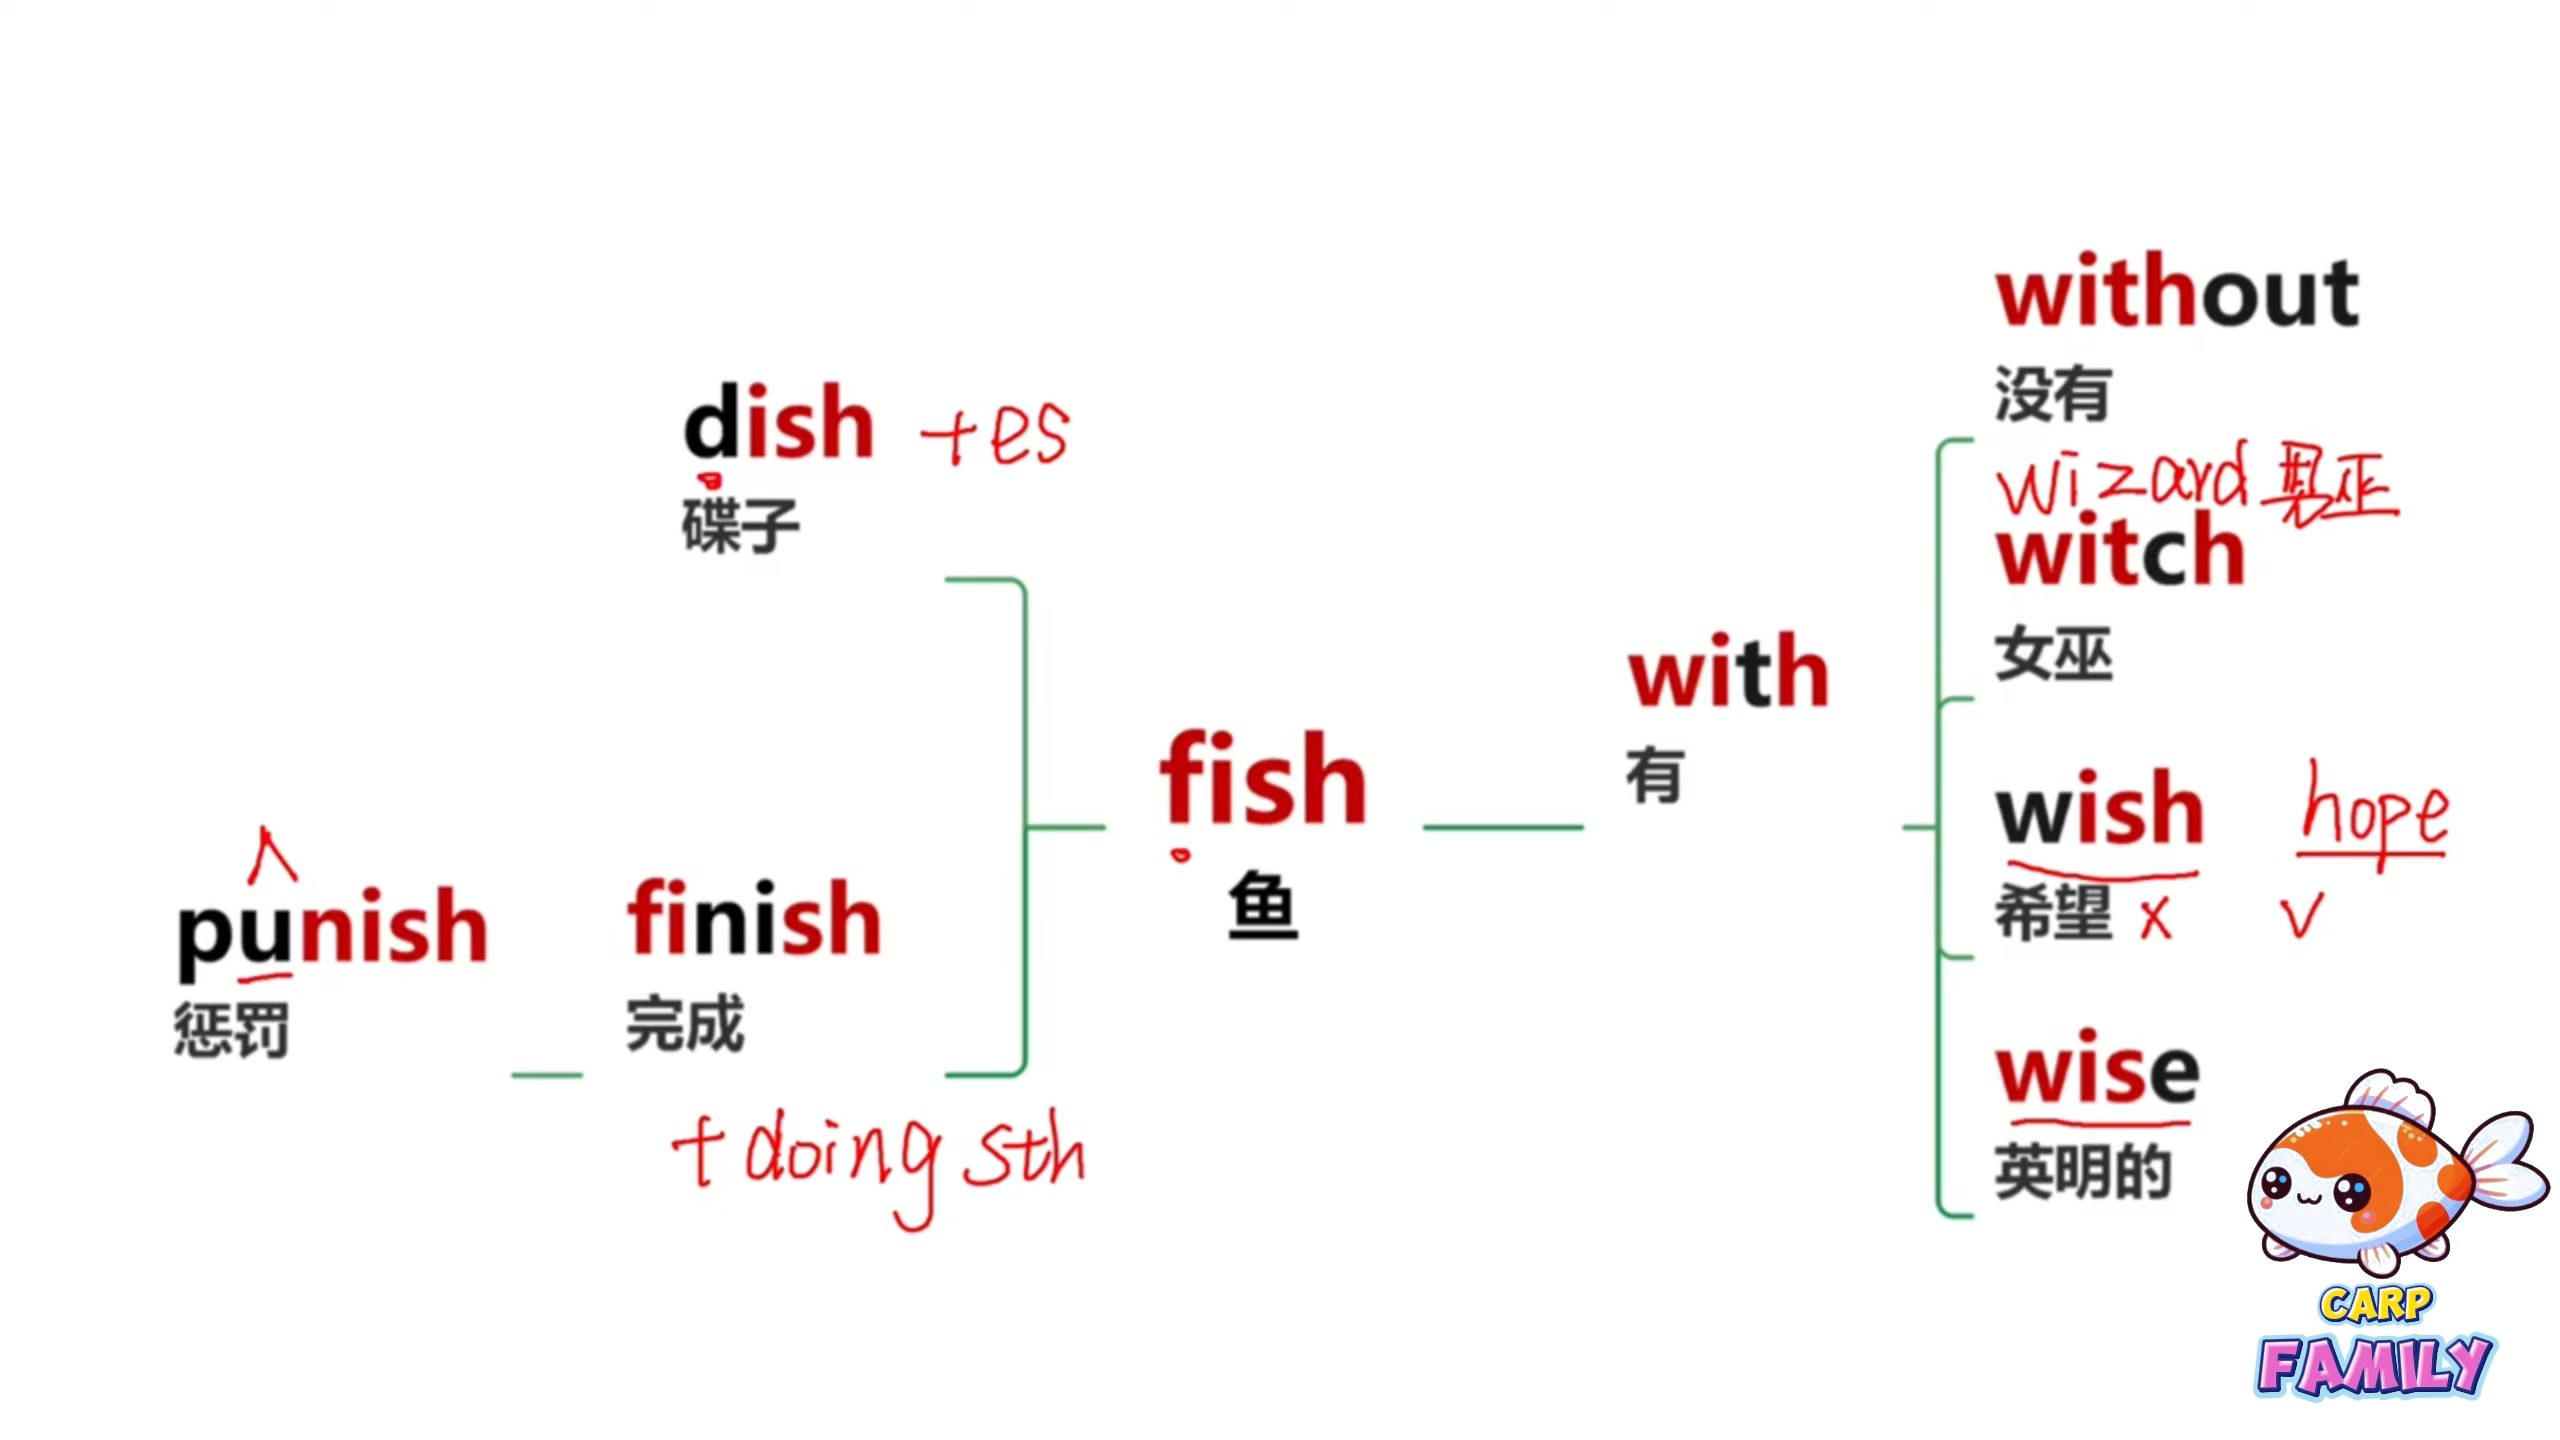 without
没有
wizard 男巫
witch
女巫
dish +es
碟子
with
有
fish
鱼
wish hope
希望 x v
ʌ
punish
惩罚
finish
完成
+ doing sth
wise
英明的
CARP
FAMILY